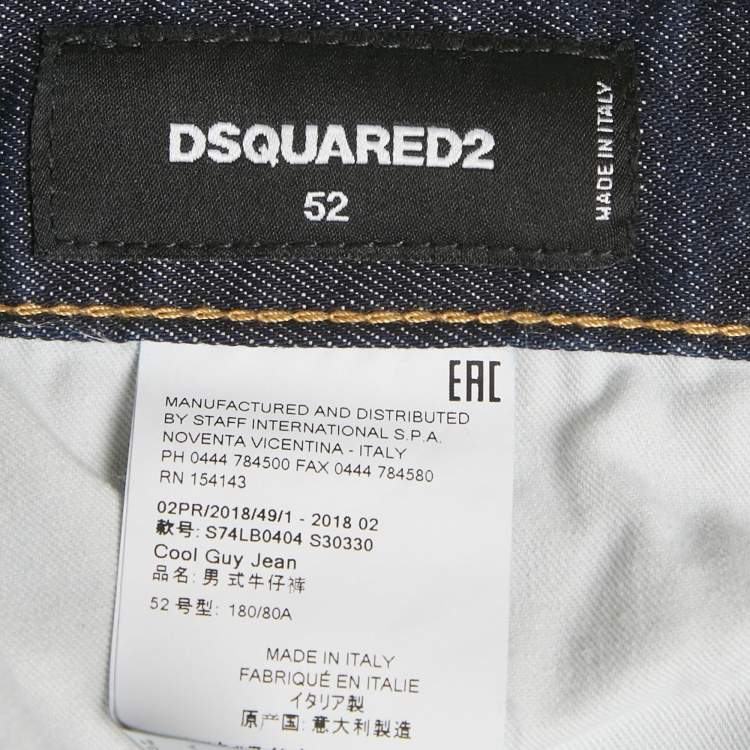 DSQUARED2
52
MADE IN ITALY
EAC
MANUFACTURED AND DISTRIBUTED
BY STAFF INTERNATIONAL S.P.A.
NOVENTA VICENTINA - ITALY
PH 0444 784500 FAX 0444 784580
RN 154143
02PR/2018/49/1 - 2018 02
款号: S74LB0404 S30330
Cool Guy Jean
品名: 男式牛仔裤
52 号型: 180/80A
MADE IN ITALY
FABRIQUÉ EN ITALIE
イタリア製
原产国: 意大利製造